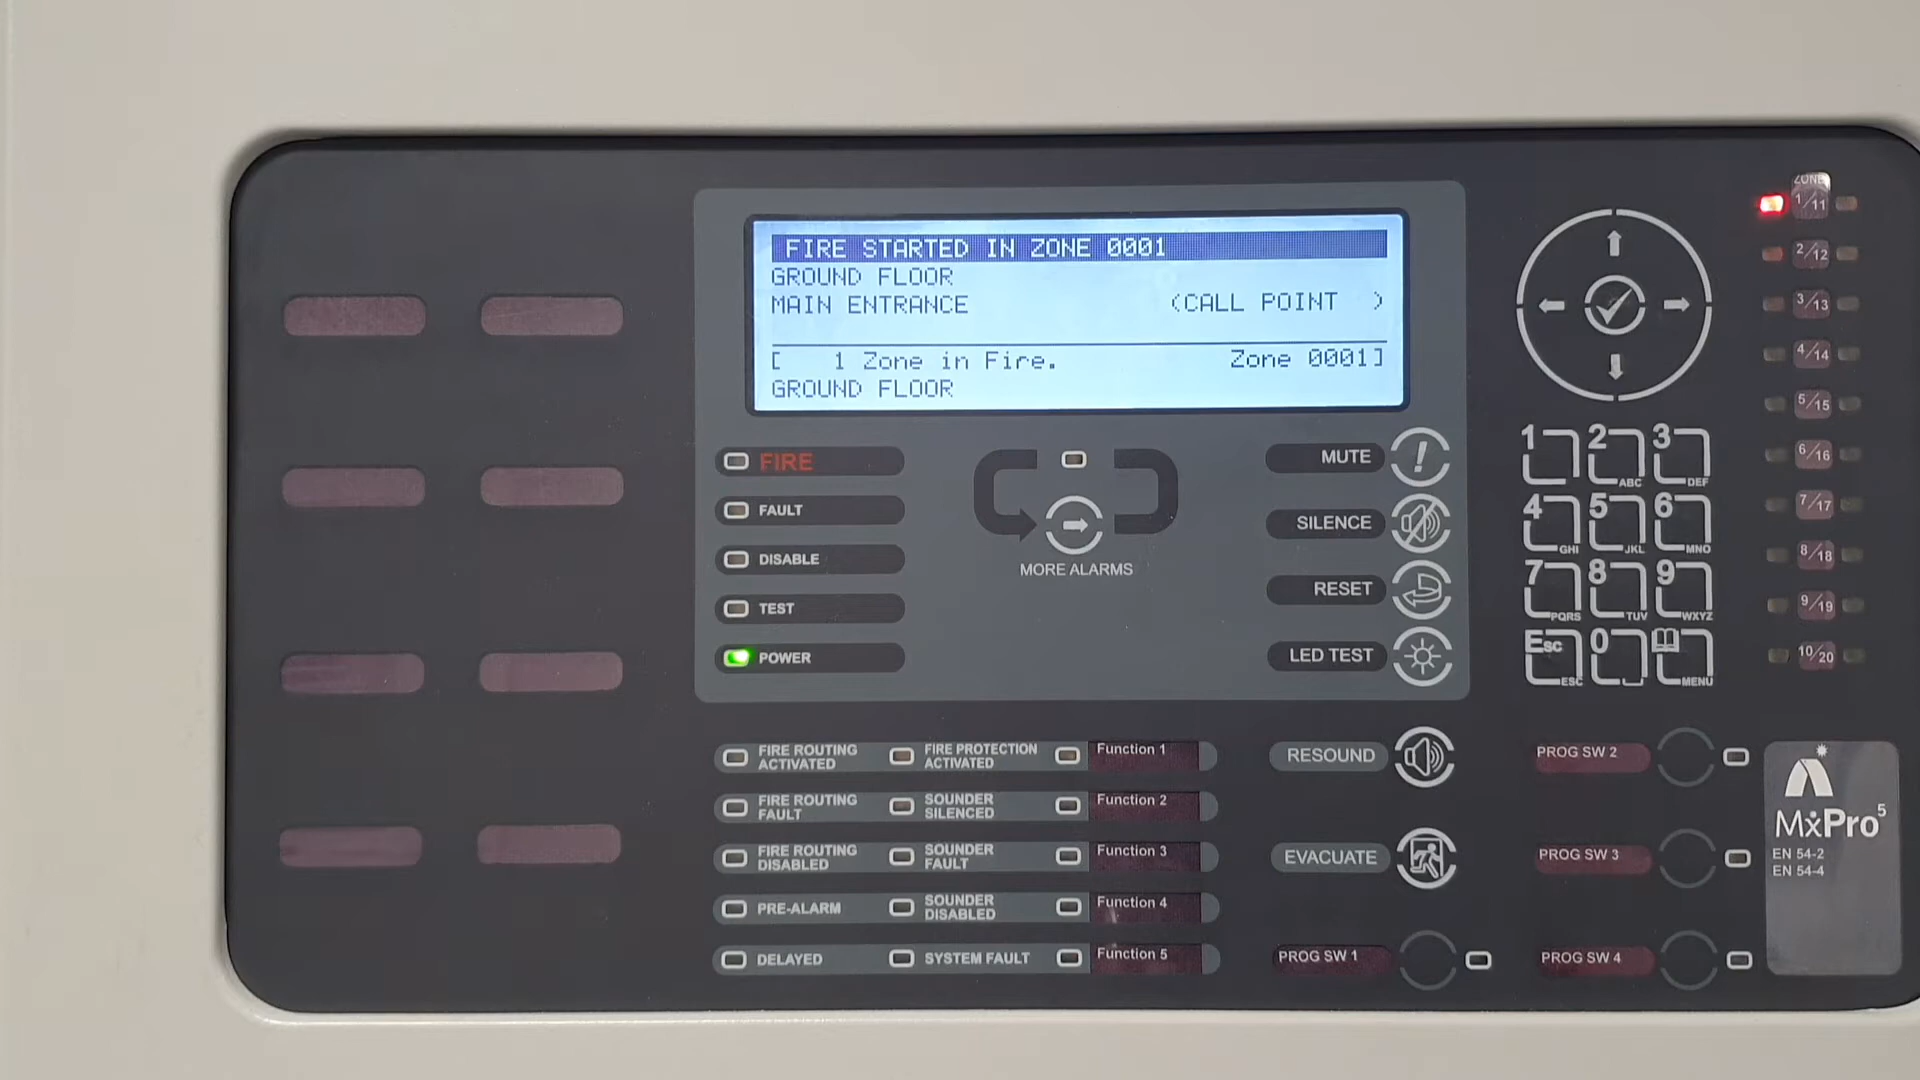 FIRE STARTED IN ZONE 0001
GROUND FLOOR
MAIN ENTRANCE <CALL POINT >
[ 1 Zone in Fire. Zone 0001]
GROUND FLOOR
FIRE
FAULT
DISABLE
TEST
POWER
MORE ALARMS
MUTE
SILENCE
RESET
LED TEST
1
2 ABC
3 DEF
4 GHI
5 JKL
6 MNO
7 PQRS
8 TUV
9 WXYZ
Esc ESC
0
MENU
ZONE
1/11
2/12
3/13
4/14
5/15
6/16
7/17
8/18
9/19
10/20
FIRE ROUTING
ACTIVATED
FIRE ROUTING
FAULT
FIRE ROUTING
DISABLED
PRE-ALARM
DELAYED
FIRE PROTECTION
ACTIVATED
SOUNDER
SILENCED
SOUNDER
FAULT
SOUNDER
DISABLED
SYSTEM FAULT
Function 1
Function 2
Function 3
Function 4
Function 5
RESOUND
EVACUATE
PROG SW 1
PROG SW 2
PROG SW 3
PROG SW 4
MxPro5
EN 54-2
EN 54-4